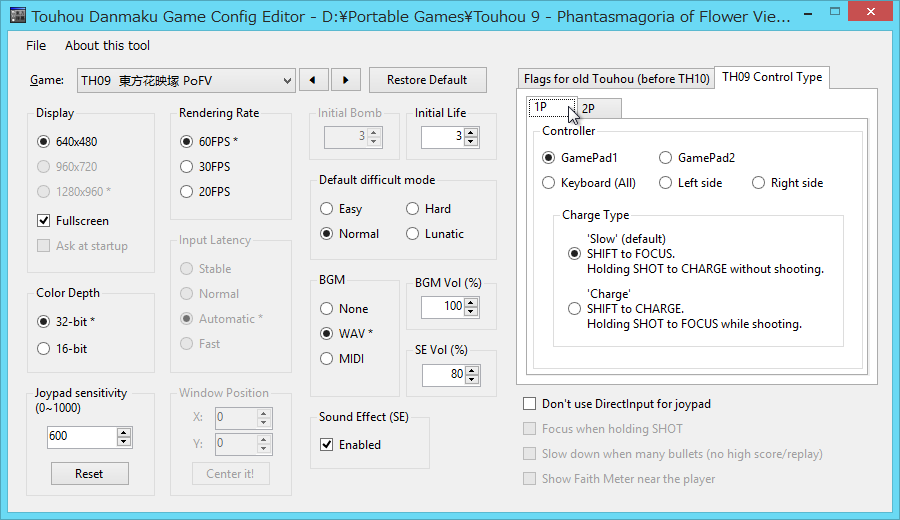 Touhou Danmaku Game Config Editor - D:¥Portable Games¥Touhou 9 - Phantasmagoria of Flower Vie...
File About this tool
Game: TH09 東方花映塚 PoFV Restore Default
Display
640x480
960x720
1280x960 *
Fullscreen
Ask at startup
Color Depth
32-bit *
16-bit
Joypad sensitivity
(0~1000)
600
Reset
Rendering Rate
60FPS *
30FPS
20FPS
Input Latency
Stable
Normal
Automatic *
Fast
Window Position
X: 0
Y: 0
Center it!
Initial Bomb
3
Initial Life
3
Default difficult mode
Easy Hard
Normal Lunatic
BGM
None
WAV *
MIDI
BGM Vol (%)
100
SE Vol (%)
80
Sound Effect (SE)
Enabled
Flags for old Touhou (before TH10) TH09 Control Type
1P 2P
Controller
GamePad1 GamePad2
Keyboard (All) Left side Right side
Charge Type
'Slow' (default)
SHIFT to FOCUS.
Holding SHOT to CHARGE without shooting.
'Charge'
SHIFT to CHARGE.
Holding SHOT to FOCUS while shooting.
Don't use DirectInput for joypad
Focus when holding SHOT
Slow down when many bullets (no high score/replay)
Show Faith Meter near the player